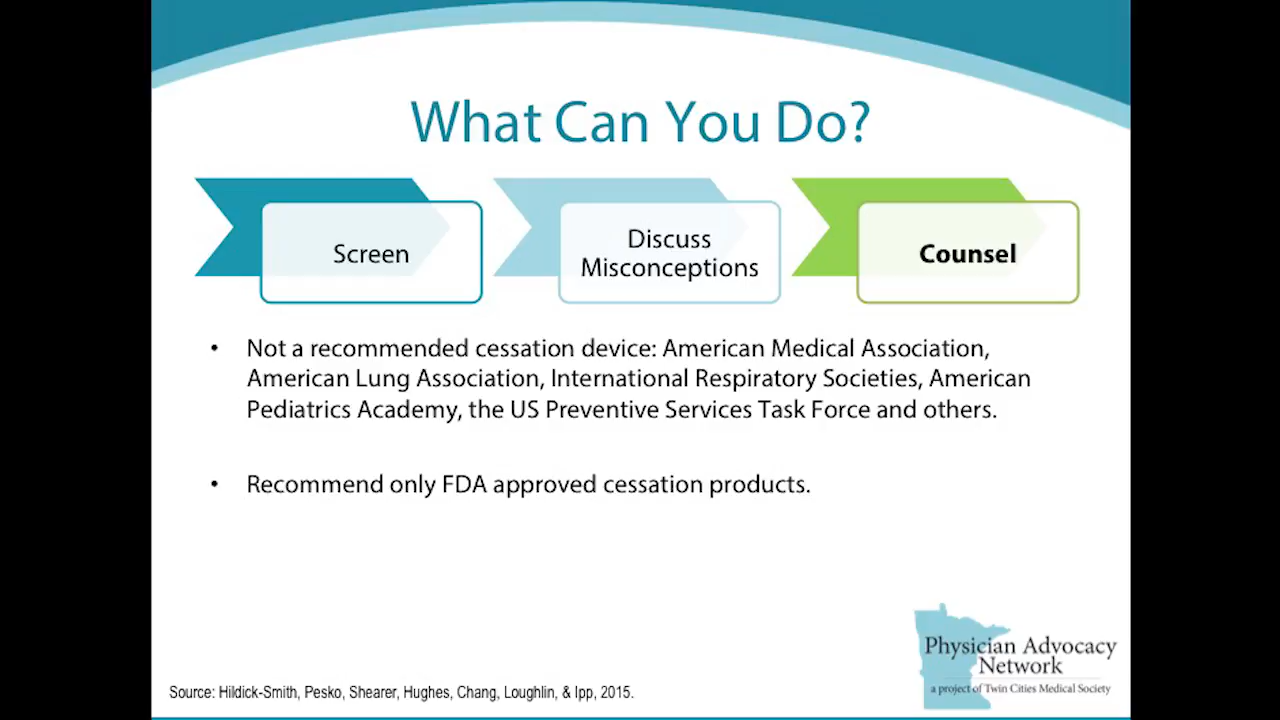 What Can You Do?
Screen
Discuss
Misconceptions
Counsel
• Not a recommended cessation device: American Medical Association,
American Lung Association, International Respiratory Societies, American
Pediatrics Academy, the US Preventive Services Task Force and others.
• Recommend only FDA approved cessation products.
Physician Advocacy
Network
a project of Twin Cities Medical Society
Source: Hildick-Smith, Pesko, Shearer, Hughes, Chang, Loughlin, & Ipp, 2015.